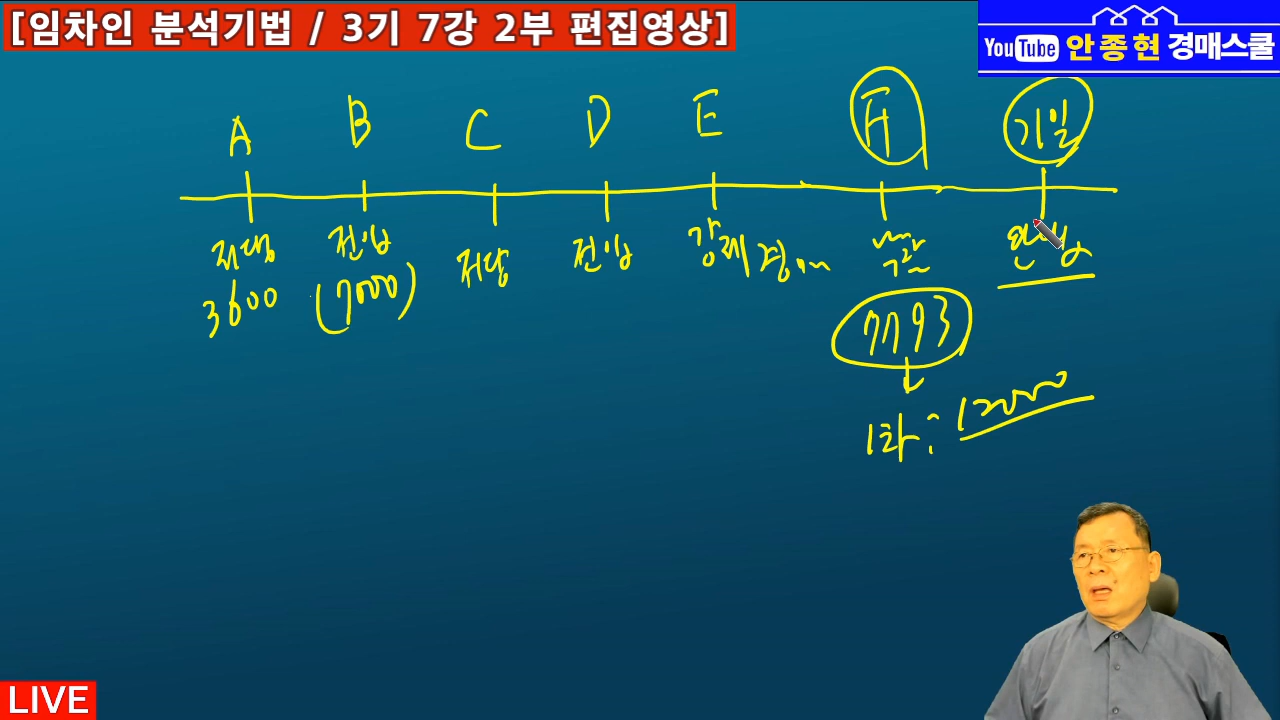 [임차인 분석기법 / 3기 7강 2부 편집영상]
YouTube 안종현 경매스쿨
A B C D E F 기일
저당 전입 저당 전입 강제경매 낙찰
3600 (7000) 7793
1차: 12000
LIVE